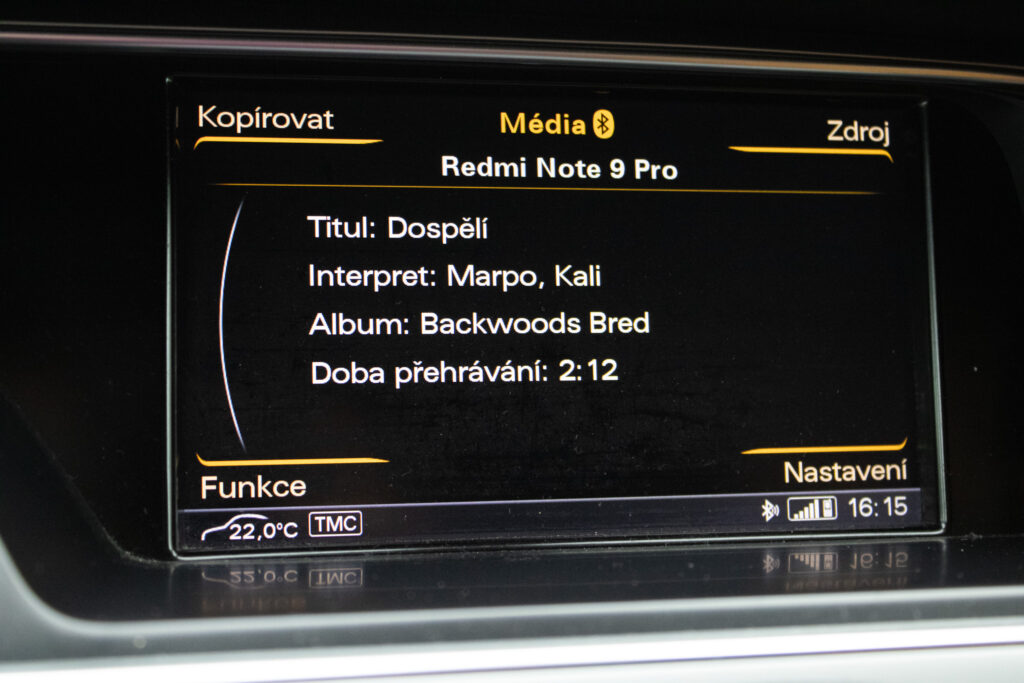 Kopírovat
Média
Zdroj
Redmi Note 9 Pro
Titul: Dospělí
Interpret: Marpo, Kali
Album: Backwoods Bred
Doba přehrávání: 2:12
Funkce
Nastavení
22,0°C TMC 16:15